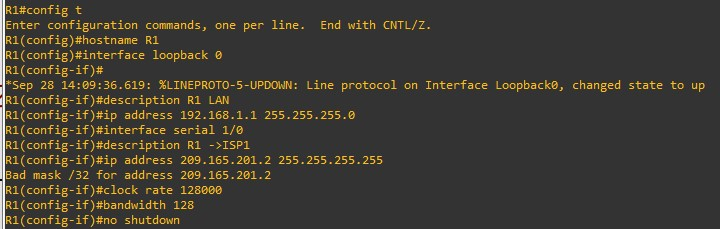 R1#config t
Enter configuration commands, one per line.  End with CNTL/Z.
R1(config)#hostname R1
R1(config)#interface loopback 0
R1(config-if)#
*Sep 28 14:09:36.619: %LINEPROTO-5-UPDOWN: Line protocol on Interface Loopback0, changed state to up
R1(config-if)#description R1 LAN
R1(config-if)#ip address 192.168.1.1 255.255.255.0
R1(config-if)#interface serial 1/0
R1(config-if)#description R1 ->ISP1
R1(config-if)#ip address 209.165.201.2 255.255.255.255
Bad mask /32 for address 209.165.201.2
R1(config-if)#clock rate 128000
R1(config-if)#bandwidth 128
R1(config-if)#no shutdown